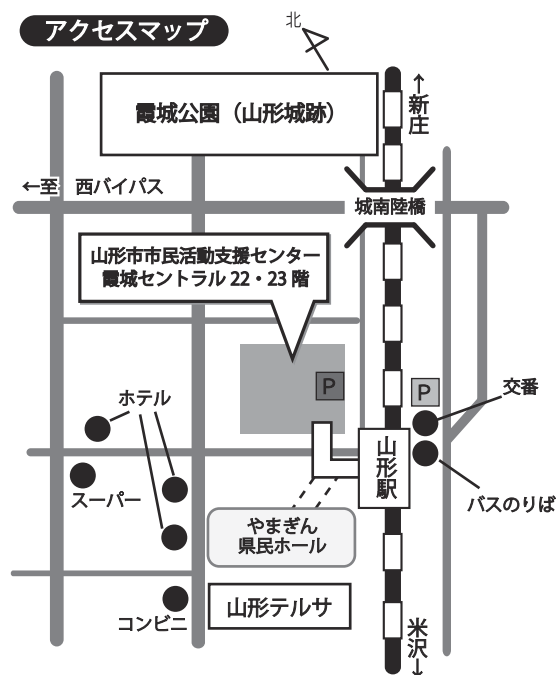 アクセスマップ
北
霞城公園（山形城跡）
↑新庄
←至 西バイパス
城南陸橋
山形市市民活動支援センター
霞城セントラル 22・23 階
P
P
交番
ホテル
山形駅
スーパー
バスのりば
やまぎん
県民ホール
山形テルサ
コンビニ
米沢↓